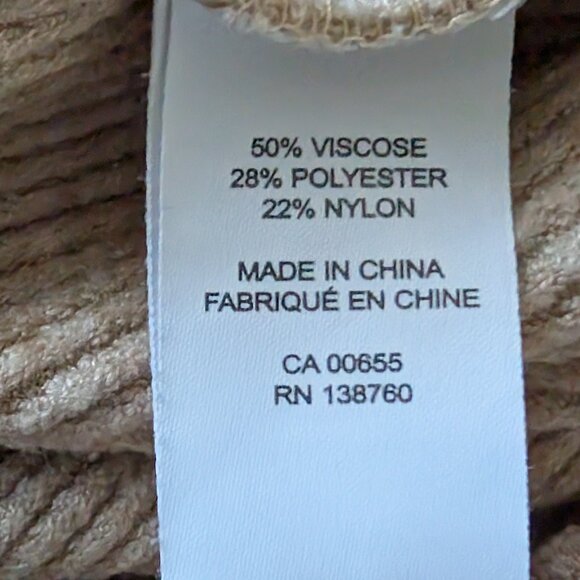 50% VISCOSE
28% POLYESTER
22% NYLON
MADE IN CHINA
FABRIQUÉ EN CHINE
CA 00655
RN 138760